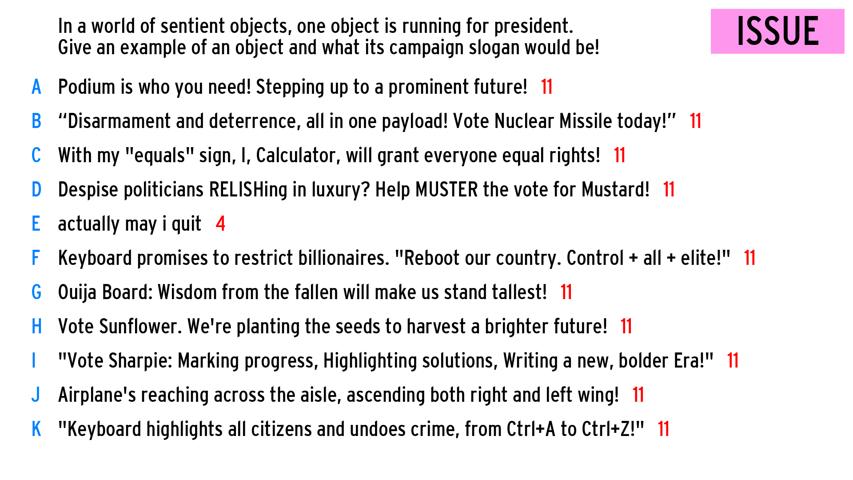 In a world of sentient objects, one object is running for president.
Give an example of an object and what its campaign slogan would be!
ISSUE
A Podium is who you need! Stepping up to a prominent future! 11
B “Disarmament and deterrence, all in one payload! Vote Nuclear Missile today!” 11
C With my "equals" sign, I, Calculator, will grant everyone equal rights! 11
D Despise politicians RELISHing in luxury? Help MUSTER the vote for Mustard! 11
E actually may i quit 4
F Keyboard promises to restrict billionaires. "Reboot our country. Control + all + elite!" 11
G Ouija Board: Wisdom from the fallen will make us stand tallest! 11
H Vote Sunflower. We're planting the seeds to harvest a brighter future! 11
I "Vote Sharpie: Marking progress, Highlighting solutions, Writing a new, bolder Era!" 11
J Airplane's reaching across the aisle, ascending both right and left wing! 11
K "Keyboard highlights all citizens and undoes crime, from Ctrl+A to Ctrl+Z!" 11